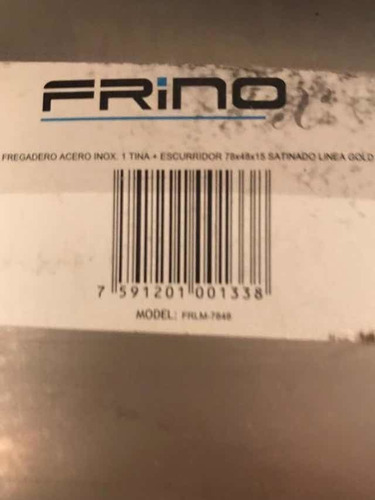 FRiNO
FREGADERO ACERO INOX. 1 TINA + ESCURRIDOR 78x48x15 SATINADO LINEA GOLD
7 591201 001338
MODEL: FRLM-7848